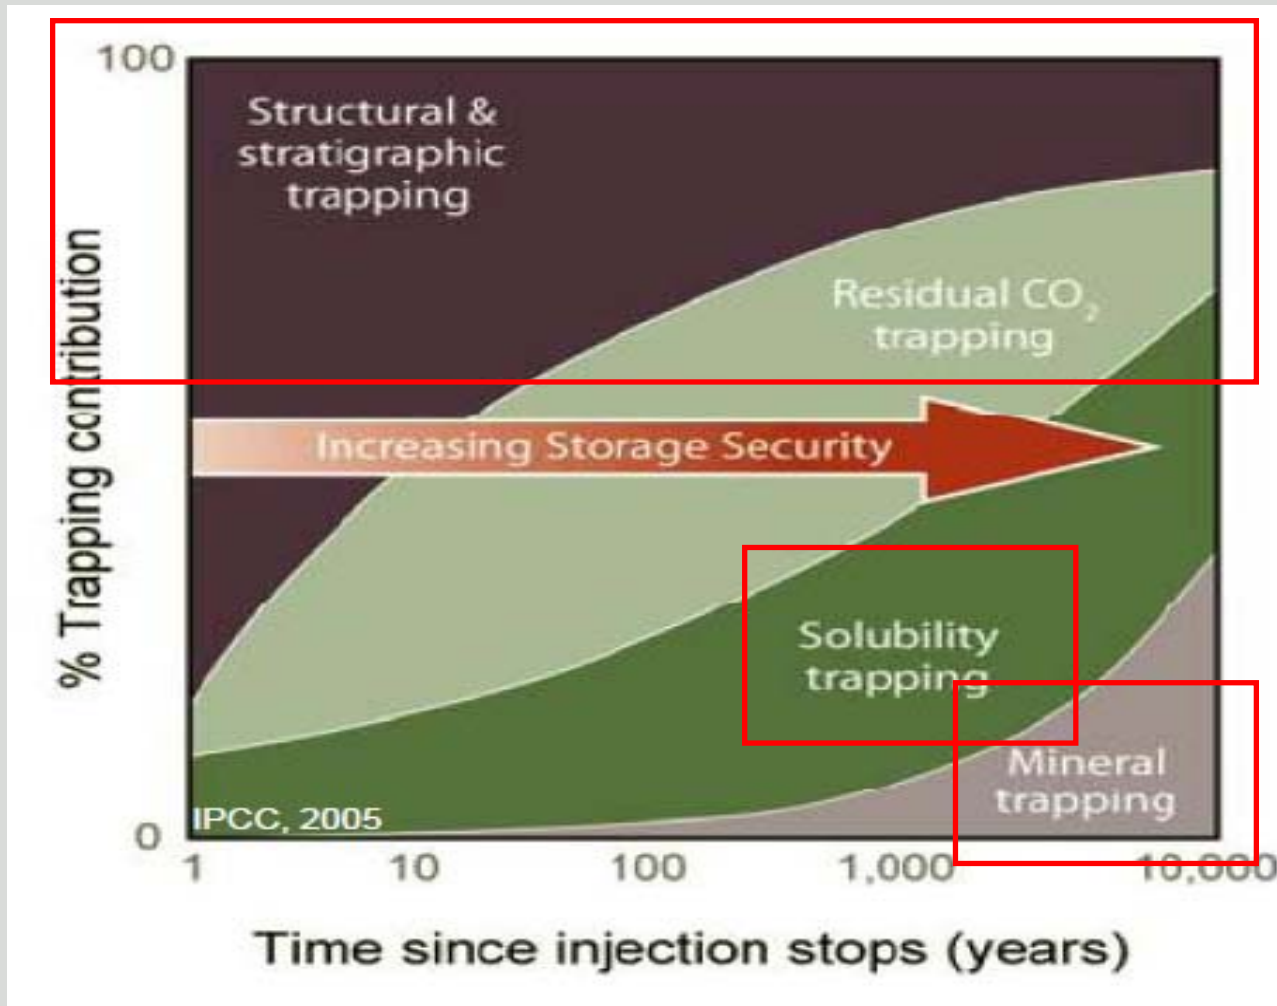 100
Structural &
stratigraphic
trapping
Residual CO₂
trapping
% Trapping contribution
Increasing Storage Security
Solubility
trapping
Mineral
trapping
IPCC, 2005
0
1 10 100 1,000 10,000
Time since injection stops (years)